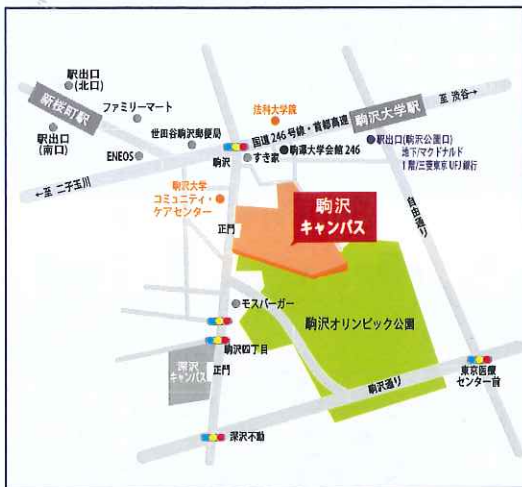 駅出口
(北口)
新桜町駅
ファミリーマート
駅出口
(南口)
ENEOS
世田谷駒沢郵便局
法科大学院
国道246号線・首都高速
駒沢大学駅
至 渋谷→
駒沢
すき家
駒澤大学会館 246
駅出口(駒沢公園口)
地下/マクドナルド
1階/三菱東京UFJ銀行
←至 二子玉川
駒沢大学
コミュニティ・
ケアセンター
正門
駒沢
キャンパス
自由通り
モスバーガー
駒沢オリンピック公園
駒沢四丁目
深沢
キャンパス
正門
駒沢通り
東京医療
センター前
深沢不動